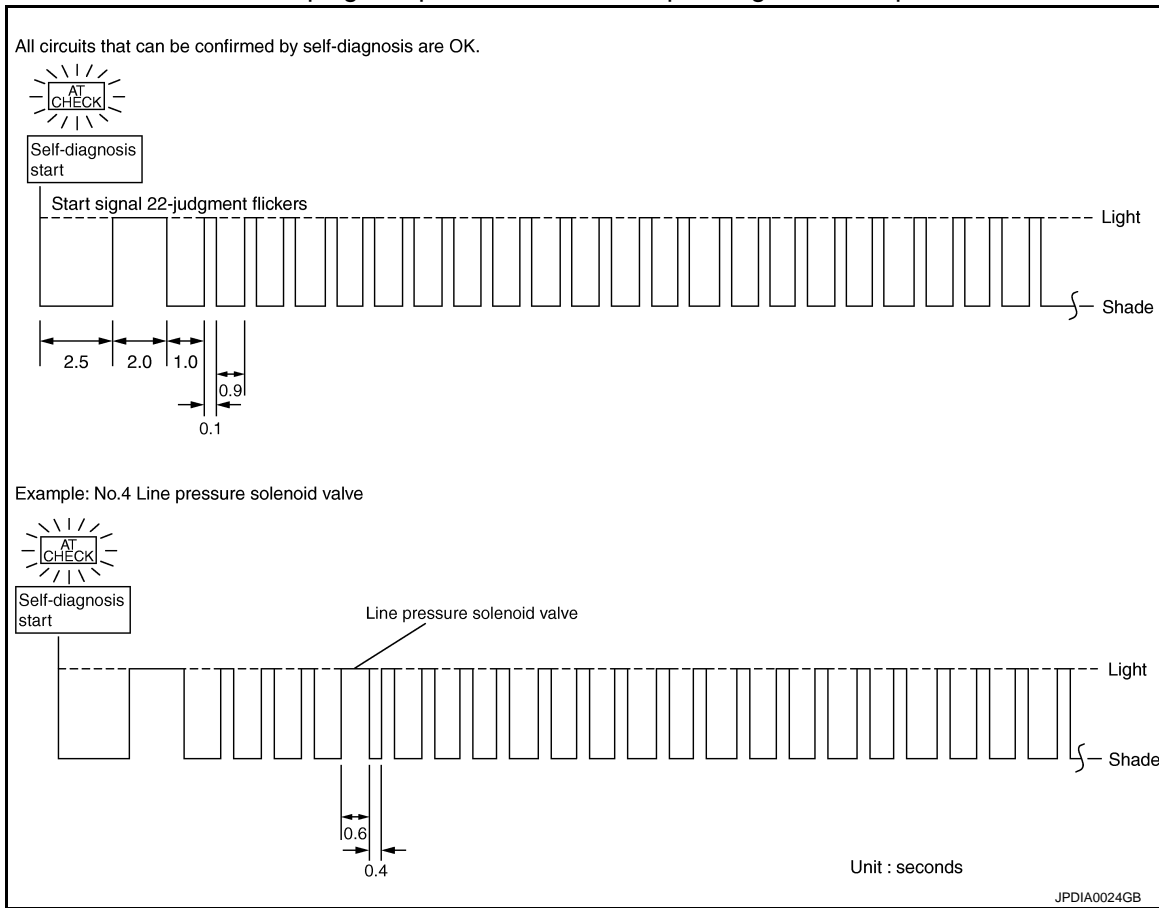 All circuits that can be confirmed by self-diagnosis are OK.
AT
CHECK
Self-diagnosis
start
Start signal 22-judgment flickers
Light
Shade
2.5
2.0
1.0
0.9
0.1
Example: No.4 Line pressure solenoid valve
AT
CHECK
Self-diagnosis
start
Line pressure solenoid valve
Light
Shade
0.6
0.4
Unit : seconds
JPDIA0024GB